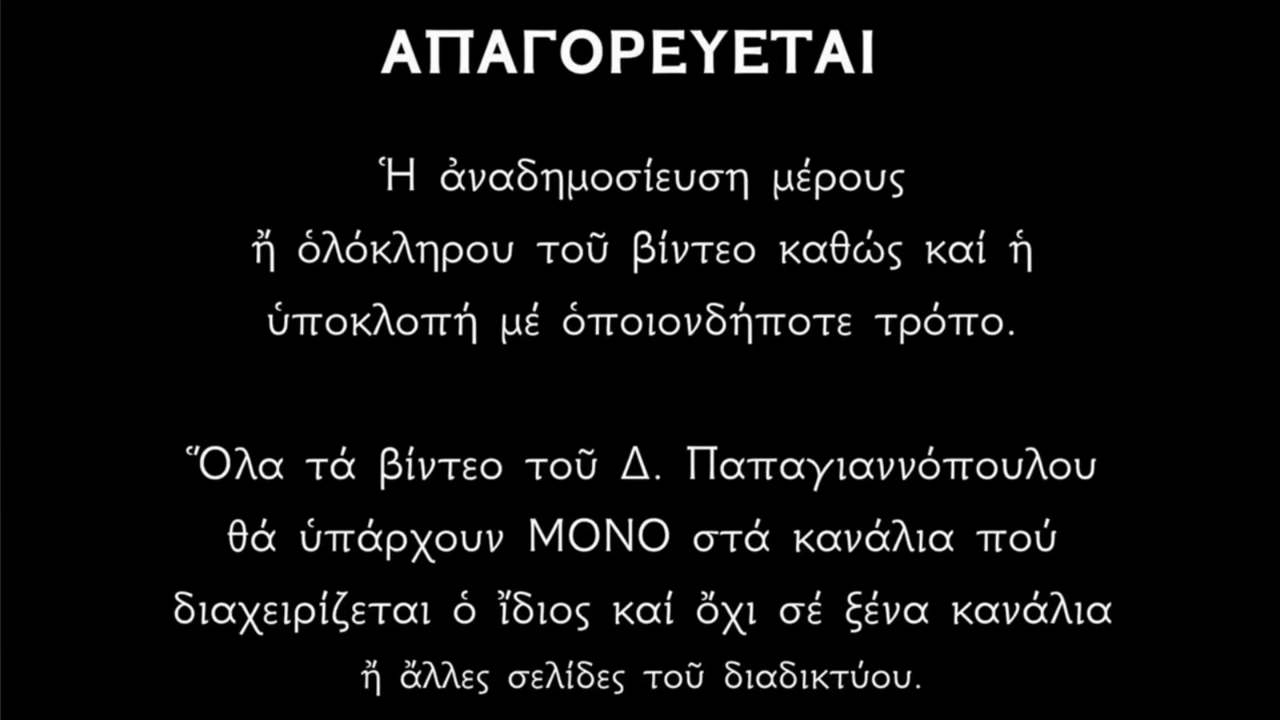 ΑΠΑΓΟΡΕΥΕΤΑΙ
Ἡ ἀναδημοσίευση μέρους
ἤ ὁλόκληρου τοῦ βίντεο καθώς καί ἡ
ὑποκλοπή μέ ὁποιονδήποτε τρόπο.
Ὅλα τά βίντεο τοῦ Δ. Παπαγιαννόπουλου
θά ὑπάρχουν ΜΟΝΟ στά κανάλια πού
διαχειρίζεται ὁ ἴδιος καί ὄχι σέ ξένα κανάλια
ἤ ἄλλες σελίδες τοῦ διαδικτύου.